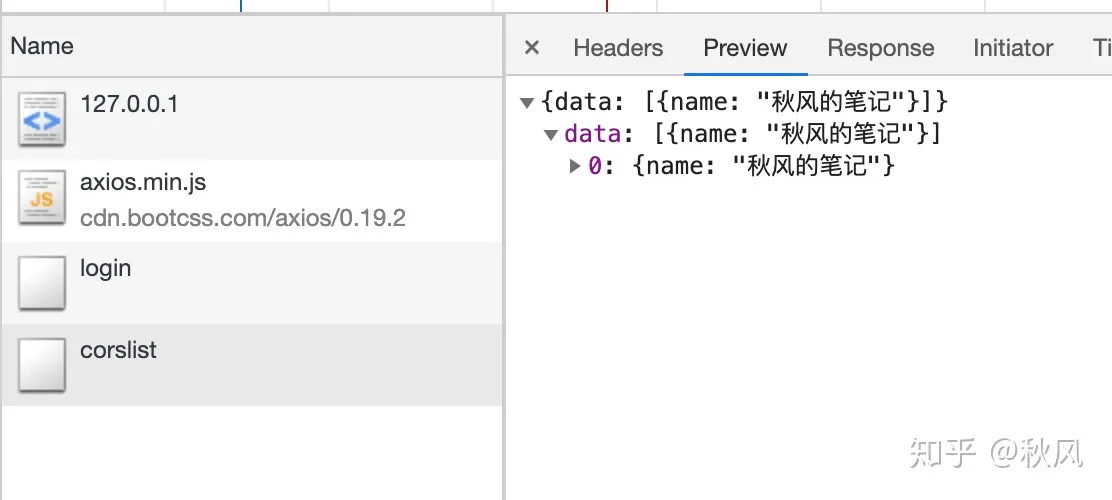 Name
127.0.0.1
axios.min.js
cdn.bootcss.com/axios/0.19.2
login
corslist
× Headers Preview Response Initiator Ti
{data: [{name: "秋风的笔记"}]}
data: [{name: "秋风的笔记"}]
0: {name: "秋风的笔记"}
知乎 @秋风